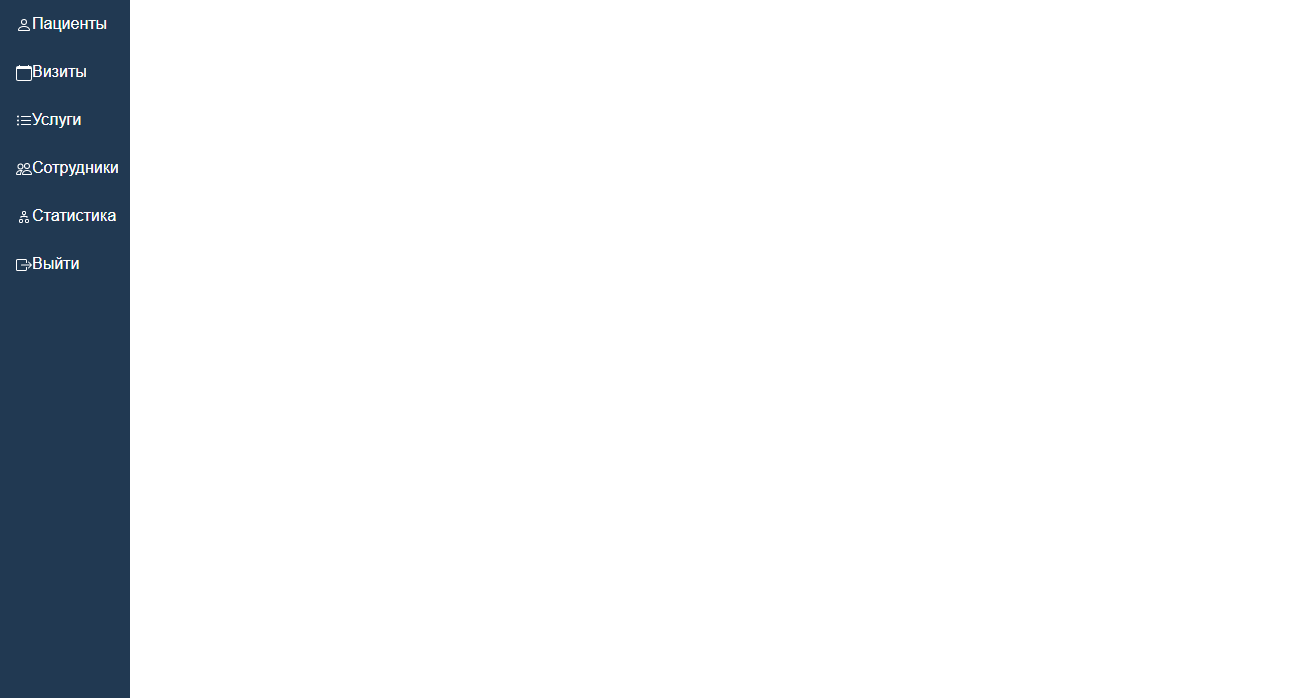 Пациенты
Визиты
Услуги
Сотрудники
Статистика
Выйти